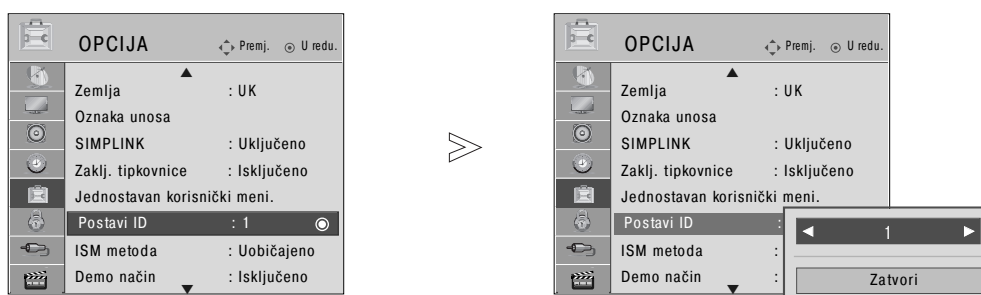 OPCIJA Premj. U redu.
Zemlja : UK
Oznaka unosa
SIMPLINK : Uključeno
Zaklj. tipkovnice : Isključeno
Jednostavan korisnički meni.
Postavi ID : 1
ISM metoda : Uobičajeno
Demo način : Isključeno
OPCIJA Premj. U redu.
Zemlja : UK
Oznaka unosa
SIMPLINK : Uključeno
Zaklj. tipkovnice : Isključeno
Jednostavan korisnički meni.
Postavi ID :
1
ISM metoda :
Demo način :
Zatvori